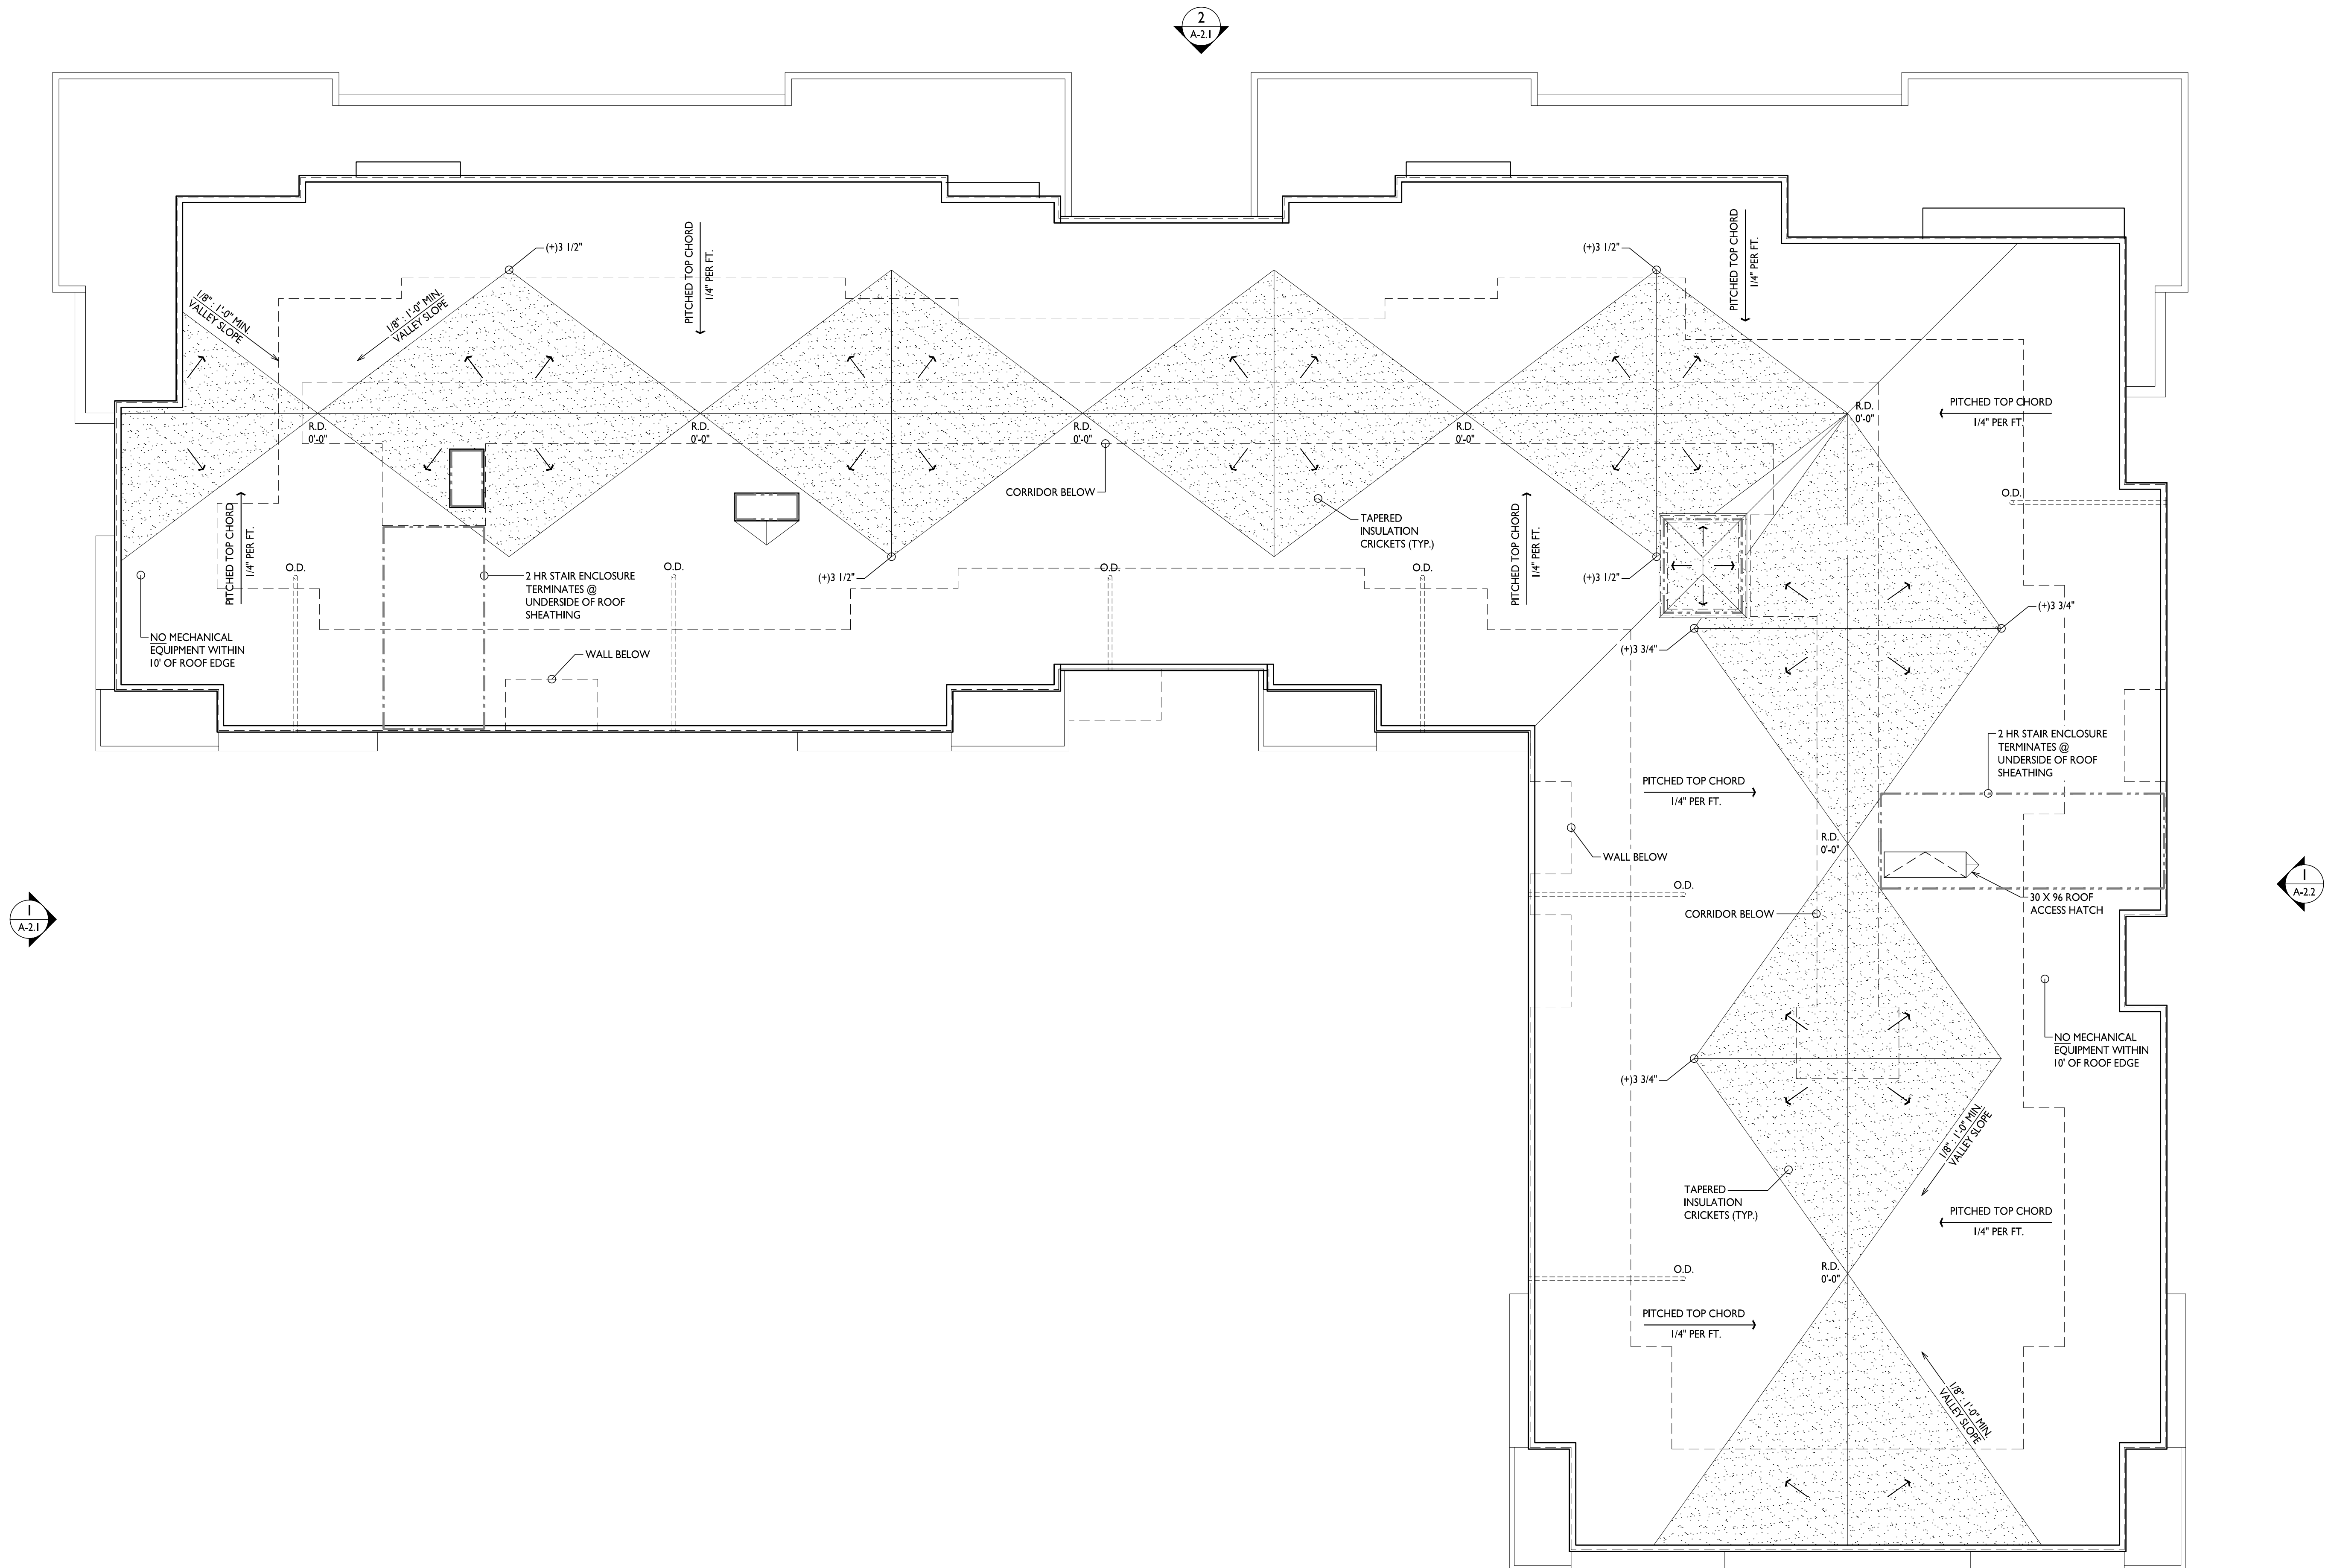 2
A-2.1
(+)3 1/2"
(+)3 1/2"
PITCHED TOP CHORD
1/4" PER FT.
PITCHED TOP CHORD
1/4" PER FT.
1/8" : 1'-0" MIN.
VALLEY SLOPE
1/8" : 1'-0" MIN.
VALLEY SLOPE
PITCHED TOP CHORD
1/4" PER FT.
R.D.
0'-0"
R.D.
0'-0"
R.D.
0'-0"
R.D.
0'-0"
R.D.
0'-0"
CORRIDOR BELOW
O.D.
TAPERED
INSULATION
CRICKETS (TYP.)
PITCHED TOP CHORD
1/4" PER FT.
PITCHED TOP CHORD
1/4" PER FT.
O.D.
O.D.
O.D.
O.D.
2 HR STAIR ENCLOSURE
TERMINATES @
UNDERSIDE OF ROOF
SHEATHING
(+)3 1/2"
(+)3 1/2"
(+)3 3/4"
NO MECHANICAL
EQUIPMENT WITHIN
10' OF ROOF EDGE
WALL BELOW
(+)3 3/4"
2 HR STAIR ENCLOSURE
TERMINATES @
UNDERSIDE OF ROOF
SHEATHING
PITCHED TOP CHORD
1/4" PER FT.
R.D.
0'-0"
WALL BELOW
O.D.
1
A-2.2
30 X 96 ROOF
ACCESS HATCH
CORRIDOR BELOW
1
A-2.1
NO MECHANICAL
EQUIPMENT WITHIN
10' OF ROOF EDGE
(+)3 3/4"
1/8" : 1'-0" MIN.
VALLEY SLOPE
TAPERED
INSULATION
CRICKETS (TYP.)
PITCHED TOP CHORD
1/4" PER FT.
R.D.
0'-0"
O.D.
PITCHED TOP CHORD
1/4" PER FT.
1/8" : 1'-0" MIN.
VALLEY SLOPE